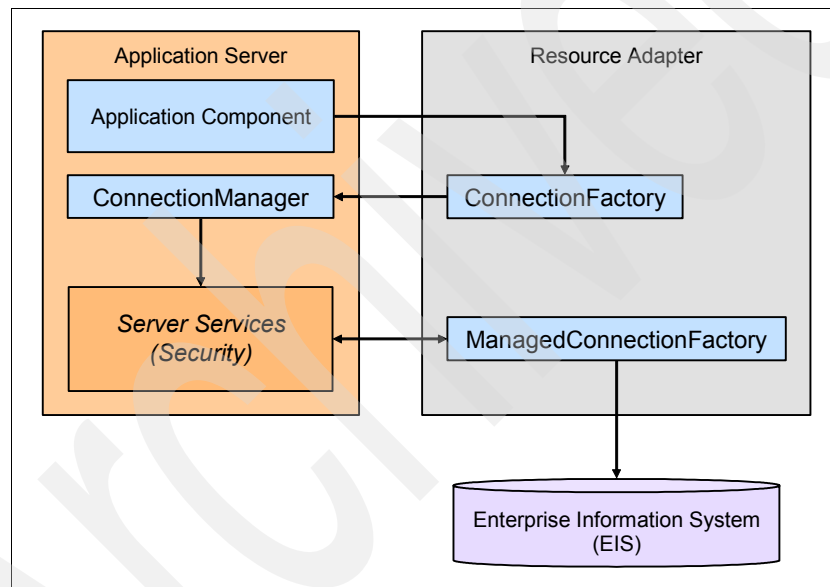 Application Server
Resource Adapter
Application Component
ConnectionManager
ConnectionFactory
Server Services
(Security)
ManagedConnectionFactory
Enterprise Information System
(EIS)